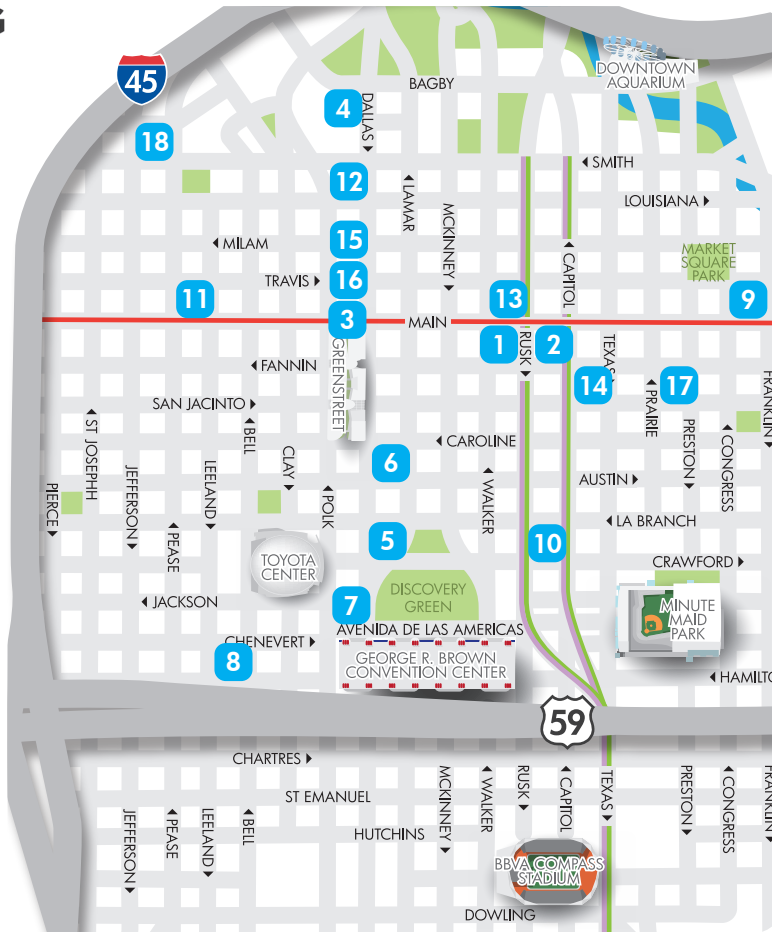 G
45
DOWNTOWN
AQUARIUM
BAGBY
4
DALLAS
18
SMITH
12
LAMAR
LOUISIANA
MCKINNEY
15
MILAM
CAPITOL
MARKET
SQUARE
PARK
TRAVIS
16
11
13
9
3
MAIN
1
RUSK
2
TEXAS
GREENSTREET
FANNIN
14
17
PRAIRIE
FRANKLIN
SAN JACINTO
ST JOSEPHH
BELL
CAROLINE
PRESTON
CONGRESS
6
CLAY
JEFFERSON
LEELAND
WALKER
AUSTIN
PIERCE
POLK
PEASE
LA BRANCH
5
10
TOYOTA
CENTER
CRAWFORD
DISCOVERY
GREEN
JACKSON
7
MINUTE
MAID
PARK
AVENIDA DE LAS AMERICAS
CHENEVERT
8
GEORGE R. BROWN
CONVENTION CENTER
HAMILTO
59
CHARTRES
ST EMANUEL
HUTCHINS
JEFFERSON
PEASE
LEELAND
BELL
MCKINNEY
WALKER
RUSK
CAPITOL
TEXAS
PRESTON
CONGRESS
FRANKLIN
BBVA COMPASS
STADIUM
DOWLING